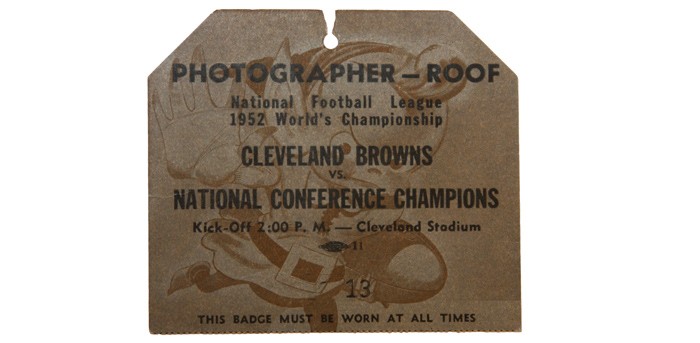 PHOTOGRAPHER — ROOF
National Football League
1952 World's Championship
CLEVELAND BROWNS
VS.
NATIONAL CONFERENCE CHAMPIONS
Kick-Off 2:00 P. M. — Cleveland Stadium
11
13
THIS BADGE MUST BE WORN AT ALL TIMES